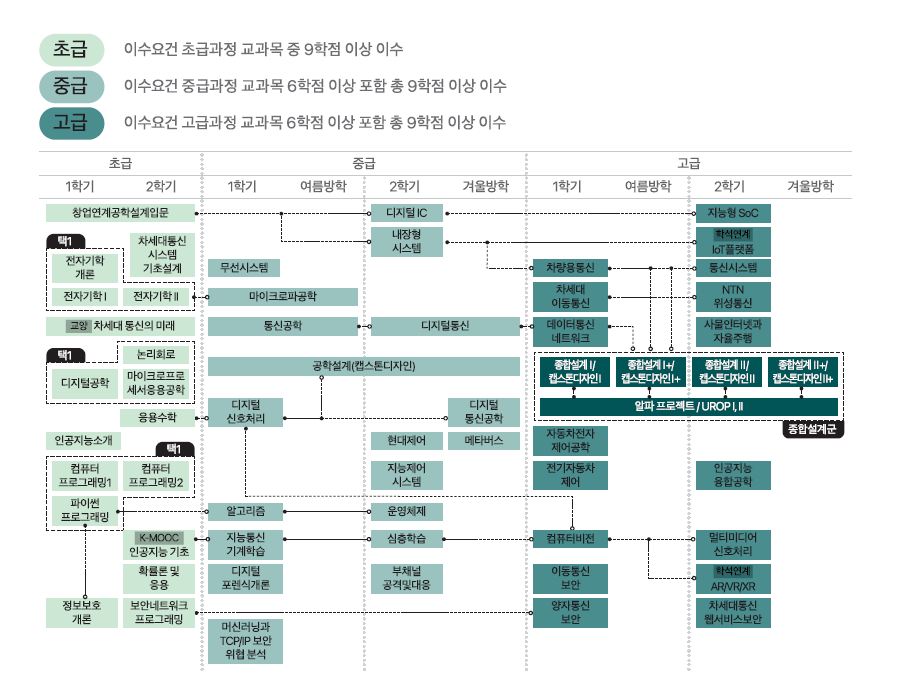 초급 이수요건 초급과정 교과목 중 9학점 이상 이수
중급 이수요건 중급과정 교과목 6학점 이상 포함 총 9학점 이상 이수
고급 이수요건 고급과정 교과목 6학점 이상 포함 총 9학점 이상 이수
초급 중급 고급
1학기 2학기 1학기 여름방학 2학기 겨울방학 1학기 여름방학 2학기 겨울방학
창업연계공학설계입문
디지털 IC
지능형 SoC
택1
전자기학
개론
차세대통신
시스템
기초설계
내장형
시스템
학석연계
IoT플랫폼
무선시스템
차량용통신
통신시스템
전자기학 I
전자기학 II
마이크로파공학
차세대
이동통신
NTN
위성통신
교양 차세대 통신의 미래
통신공학
디지털통신
데이터통신
네트워크
사물인터넷과
자율주행
택1
논리회로
디지털공학
마이크로프로
세서응용공학
공학설계(캡스톤디자인)
종합설계 I/
캡스톤디자인 I
종합설계 I+/
캡스톤디자인 I+
종합설계 II/
캡스톤디자인 II
종합설계 II+/
캡스톤디자인 II+
알파 프로젝트 / UROP I, II
종합설계군
응용수학
디지털
신호처리
디지털
통신공학
인공지능소개
현대제어
메타버스
자동차전자
제어공학
택1
컴퓨터
프로그래밍1
컴퓨터
프로그래밍2
지능제어
시스템
전기자동차
제어
인공지능
융합공학
파이썬
프로그래밍
알고리즘
운영체제
K-MOOC
인공지능 기초
지능통신
기계학습
심층학습
컴퓨터비전
멀티미디어
신호처리
확률론 및
응용
디지털
포렌식개론
부채널
공격및대응
이동통신
보안
학석연계
AR/VR/XR
정보보호
개론
보안네트워크
프로그래밍
양자통신
보안
차세대통신
웹서비스보안
머신러닝과
TCP/IP 보안
위협 분석